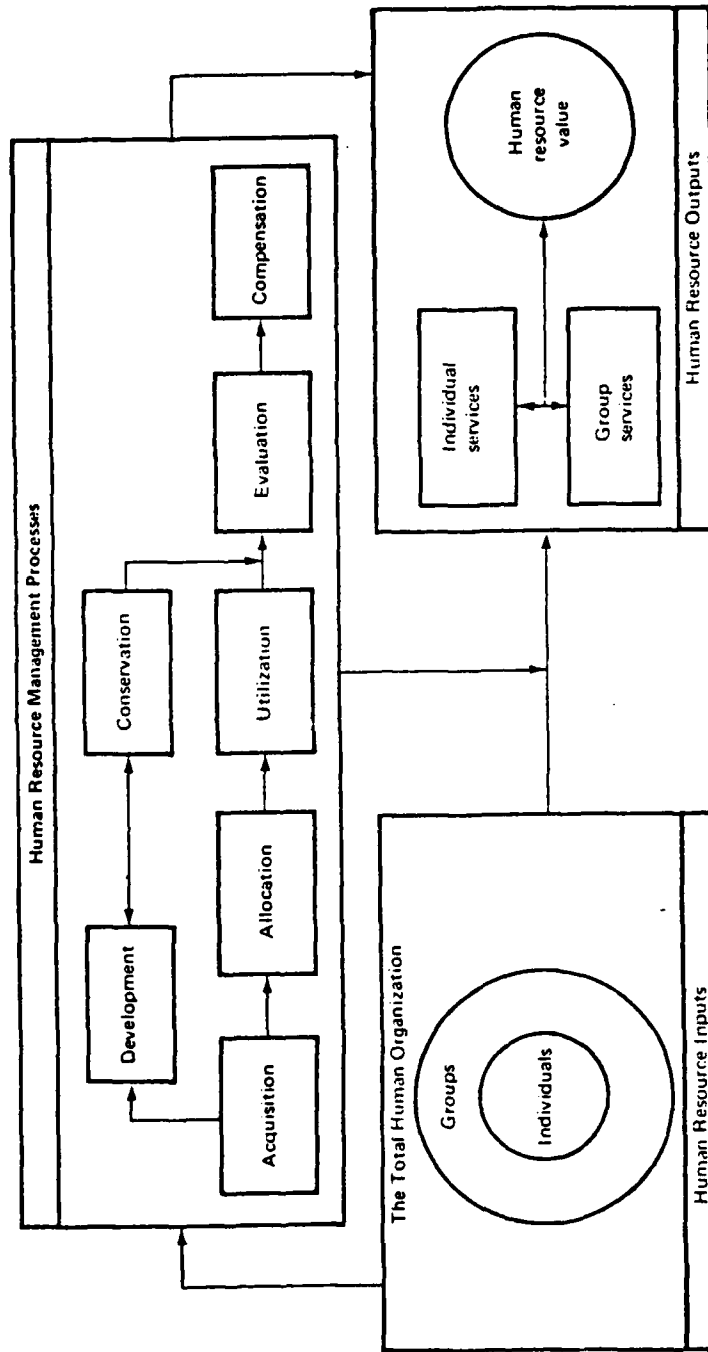 Human Resource Management Processes
Development
Conservation
Acquisition
Allocation
Utilization
Evaluation
Compensation
The Total Human Organization
Groups
Individuals
Human Resource Inputs
Individual
services
Group
services
Human
resource
value
Human Resource Outputs